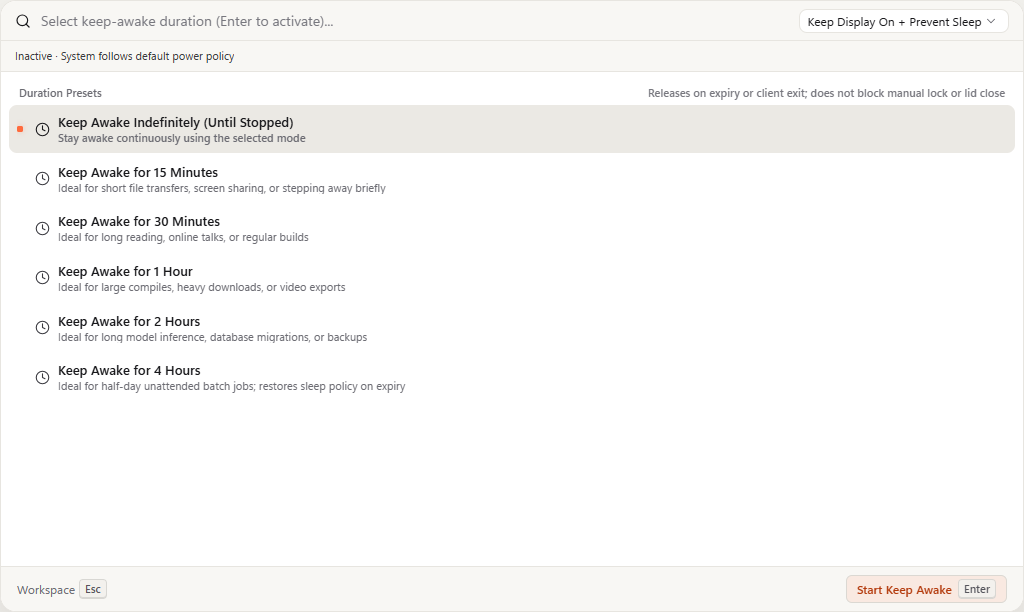 Select keep-awake duration (Enter to activate)...
Keep Display On + Prevent Sleep
Inactive · System follows default power policy
Duration Presets
Releases on expiry or client exit; does not block manual lock or lid close
Keep Awake Indefinitely (Until Stopped)
Stay awake continuously using the selected mode
Keep Awake for 15 Minutes
Ideal for short file transfers, screen sharing, or stepping away briefly
Keep Awake for 30 Minutes
Ideal for long reading, online talks, or regular builds
Keep Awake for 1 Hour
Ideal for large compiles, heavy downloads, or video exports
Keep Awake for 2 Hours
Ideal for long model inference, database migrations, or backups
Keep Awake for 4 Hours
Ideal for half-day unattended batch jobs; restores sleep policy on expiry
Workspace Esc
Start Keep Awake Enter